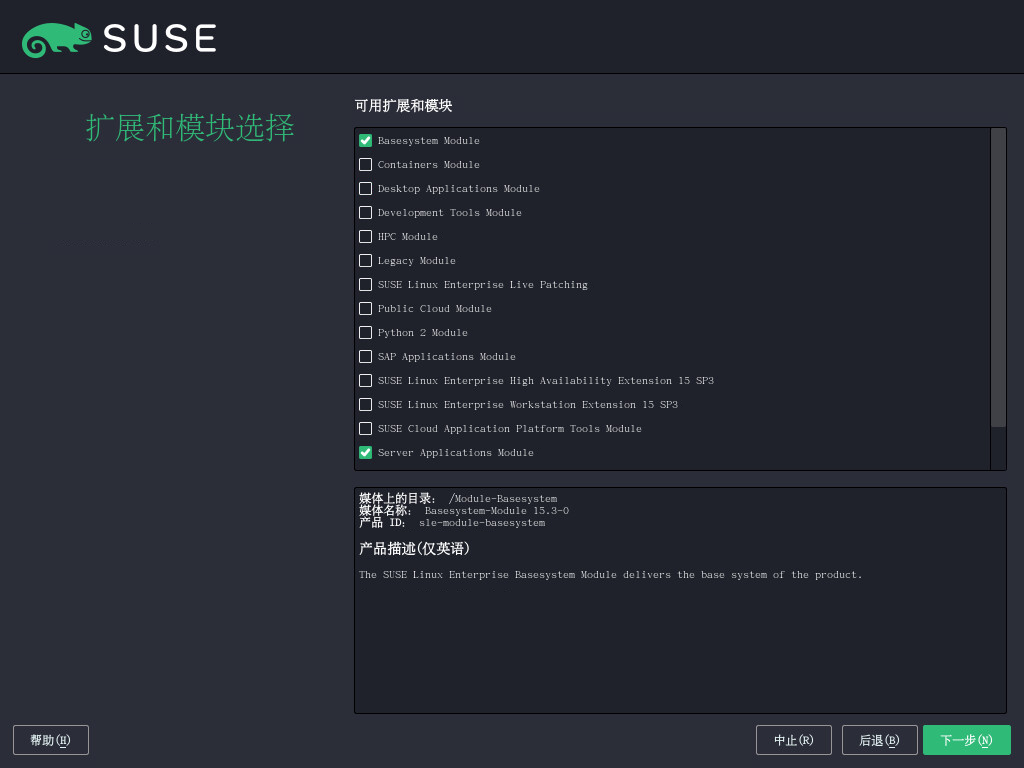 SUSE
扩展和模块选择
可用扩展和模块
Basesystem Module
Containers Module
Desktop Applications Module
Development Tools Module
HPC Module
Legacy Module
SUSE Linux Enterprise Live Patching
Public Cloud Module
Python 2 Module
SAP Applications Module
SUSE Linux Enterprise High Availability Extension 15 SP3
SUSE Linux Enterprise Workstation Extension 15 SP3
SUSE Cloud Application Platform Tools Module
Server Applications Module
媒体上的目录: /Module-Basesystem
媒体名称: Basesystem-Module 15.3-0
产品 ID: sle-module-basesystem
产品描述(仅英语)
The SUSE Linux Enterprise Basesystem Module delivers the base system of the product.
帮助(H) 中止(R) 后退(B) 下一步(N)